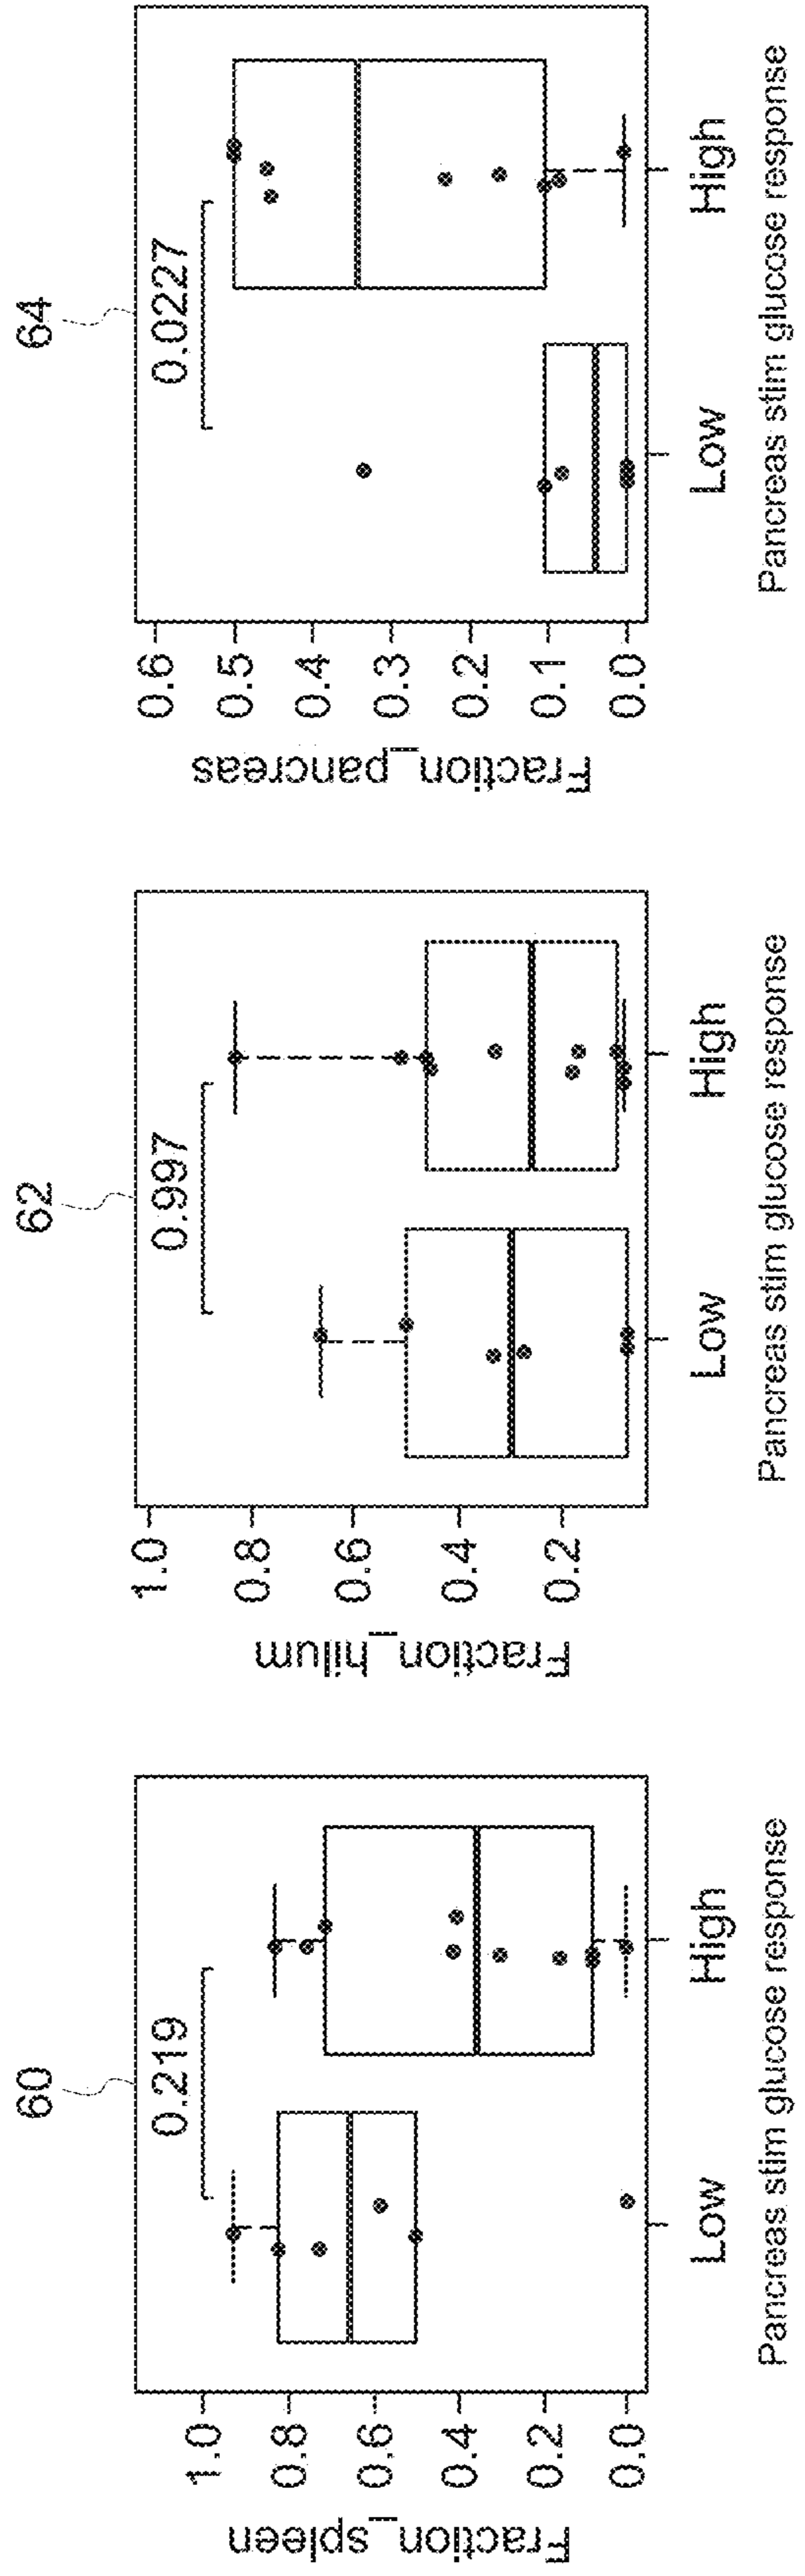 60
Fraction_spleen
1.0
0.8
0.6
0.4
0.2
0.0
0.219
Low
High
Pancreas stim glucose response
62
Fraction_hilum
1.0
0.8
0.6
0.4
0.2
0.997
Low
High
Pancreas stim glucose response
64
Fraction_pancreas
0.6
0.5
0.4
0.3
0.2
0.1
0.0
0.0227
Low
High
Pancreas stim glucose response